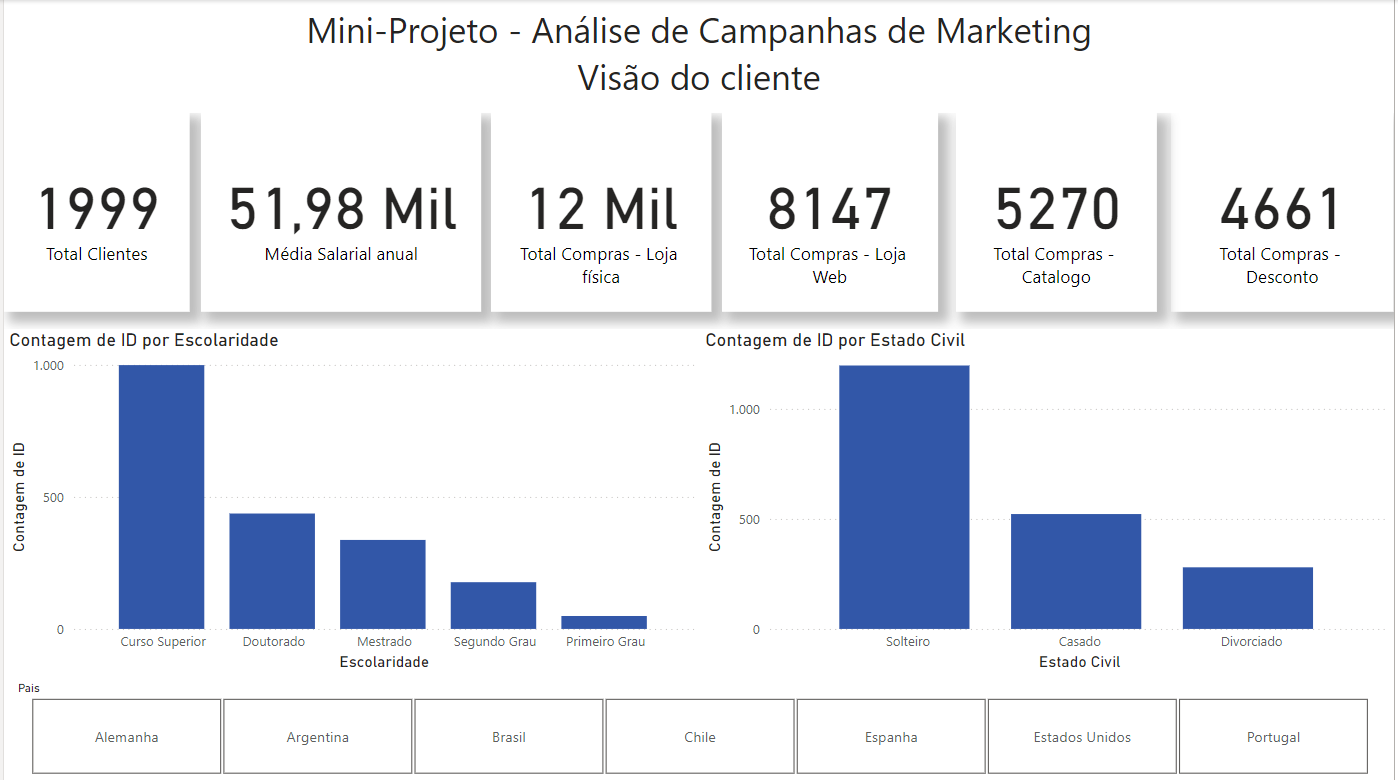 Mini-Projeto - Análise de Campanhas de Marketing
Visão do cliente
1999
Total Clientes
51,98 Mil
Média Salarial anual
12 Mil
Total Compras - Loja
física
8147
Total Compras - Loja
Web
5270
Total Compras -
Catalogo
4661
Total Compras -
Desconto
Contagem de ID por Escolaridade
Contagem de ID
1.000
500
0
Curso Superior
Doutorado
Mestrado
Segundo Grau
Primeiro Grau
Escolaridade
Contagem de ID por Estado Civil
Contagem de ID
1.000
500
0
Solteiro
Casado
Divorciado
Estado Civil
Pais
Alemanha
Argentina
Brasil
Chile
Espanha
Estados Unidos
Portugal